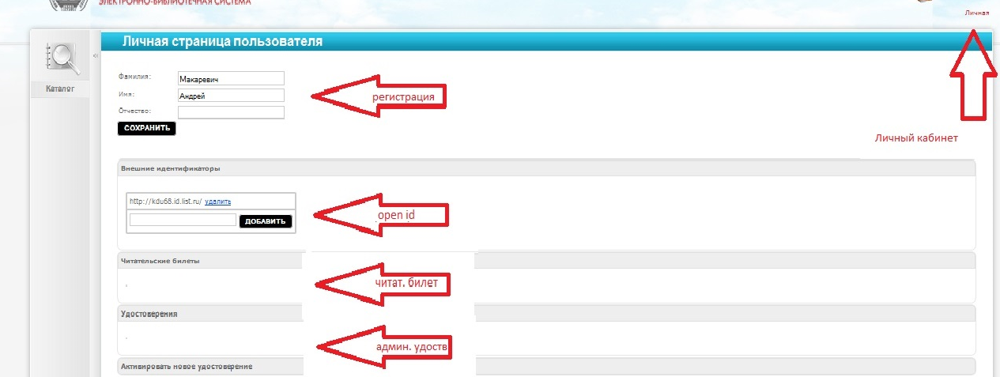 ЭЛЕКТРОННО-БИБЛИОТЕЧНАЯ СИСТЕМА
Личная
Личная страница пользователя
Каталог
Фамилия: Макаревич
Имя: Андрей
регистрация
Отчество:
СОХРАНИТЬ
Личный кабинет
Внешние идентификаторы
http://kdu68.id.list.ru/ удалить
open id
ДОБАВИТЬ
Читательские билеты
читат. билет
Удостоверения
админ. удоств
Активировать новое удостоверение